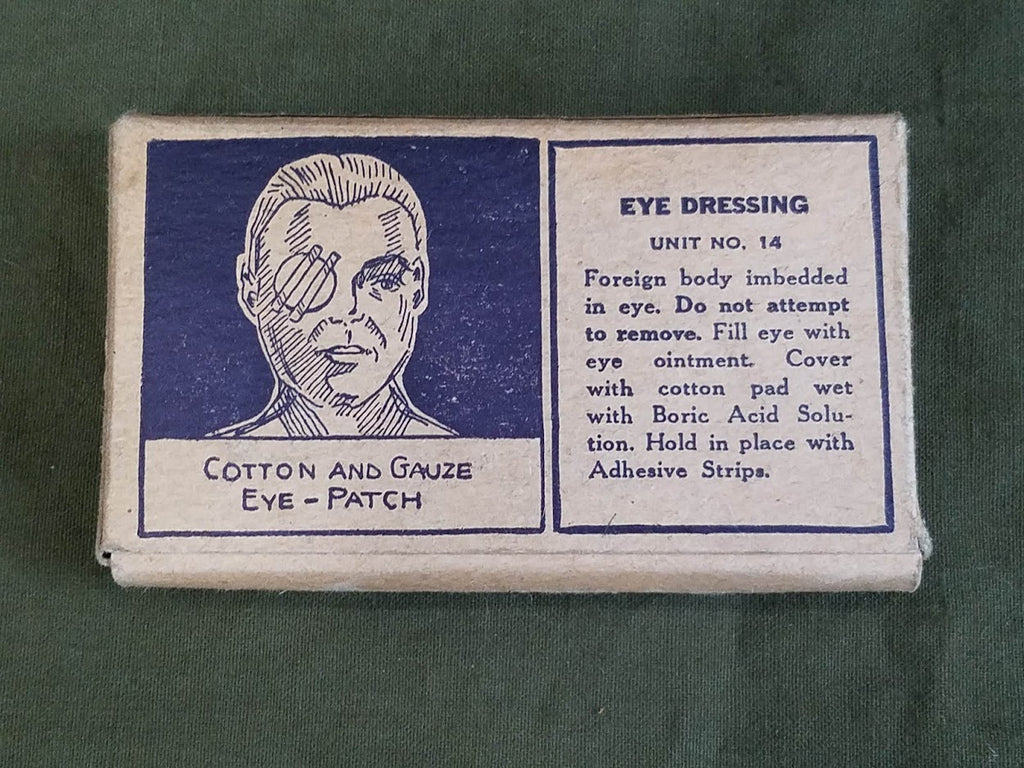 COTTON AND GAUZE
EYE - PATCH
EYE DRESSING
UNIT NO. 14
Foreign body imbedded
in eye. Do not attempt
to remove. Fill eye with
eye ointment. Cover
with cotton pad wet
with Boric Acid Solu-
tion. Hold in place with
Adhesive Strips.